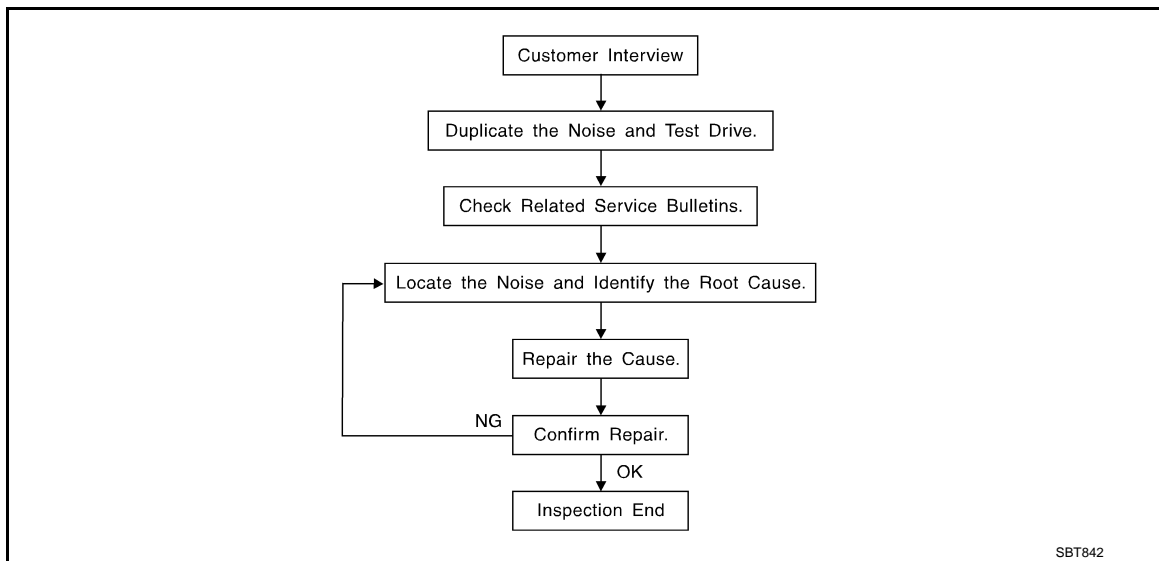 Customer Interview
Duplicate the Noise and Test Drive.
Check Related Service Bulletins.
Locate the Noise and Identify the Root Cause.
Repair the Cause.
NG
Confirm Repair.
OK
Inspection End
SBT842